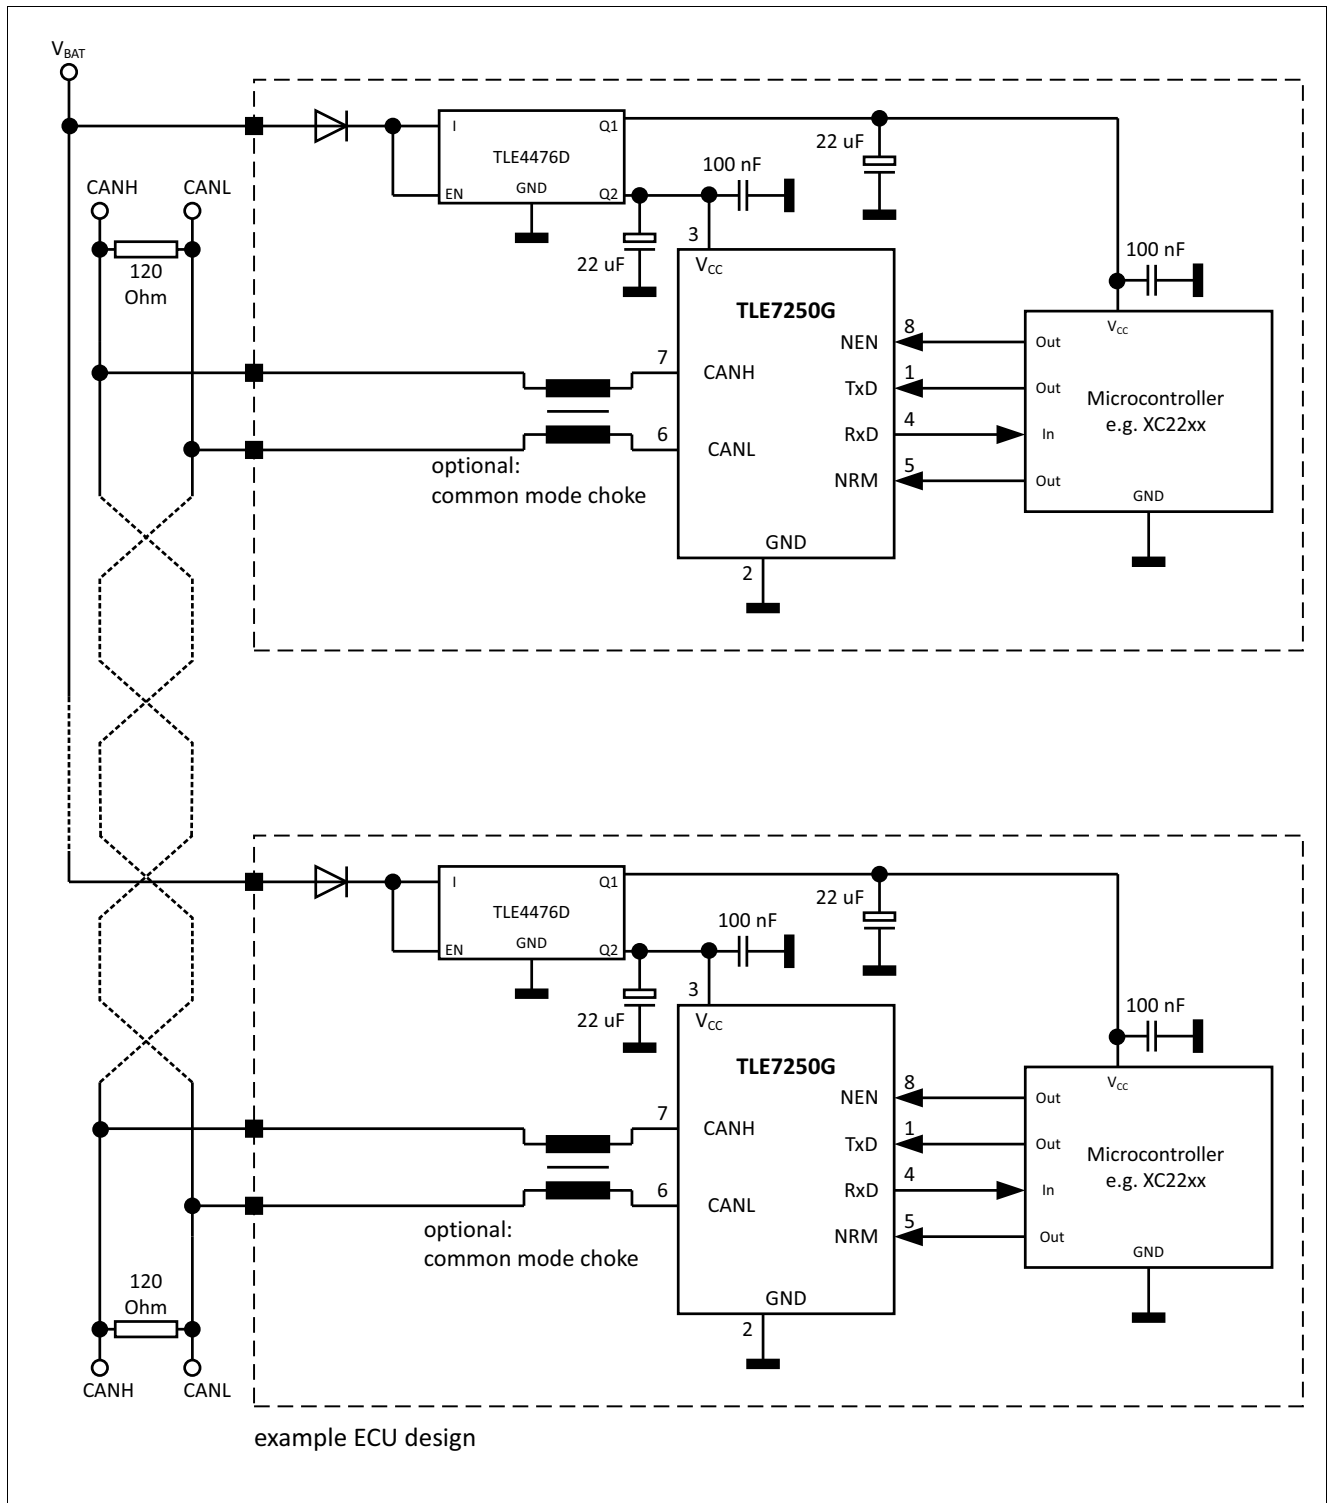 VBAT
I
Q1
TLE4476D
22 uF
100 nF
CANH
CANL
EN
GND
Q2
3
120
Ohm
22 uF
VCC
100 nF
TLE7250G
VCC
8
NEN
Out
7
CANH
1
TxD
Out
Microcontroller
e.g. XC22xx
4
RxD
In
6
CANL
optional:
common mode choke
5
NRM
Out
GND
GND
2
I
Q1
TLE4476D
22 uF
100 nF
EN
GND
Q2
3
22 uF
VCC
100 nF
TLE7250G
VCC
8
NEN
Out
7
CANH
1
TxD
Out
Microcontroller
e.g. XC22xx
4
RxD
In
6
CANL
optional:
common mode choke
5
NRM
Out
GND
120
Ohm
GND
2
CANH
CANL
example ECU design